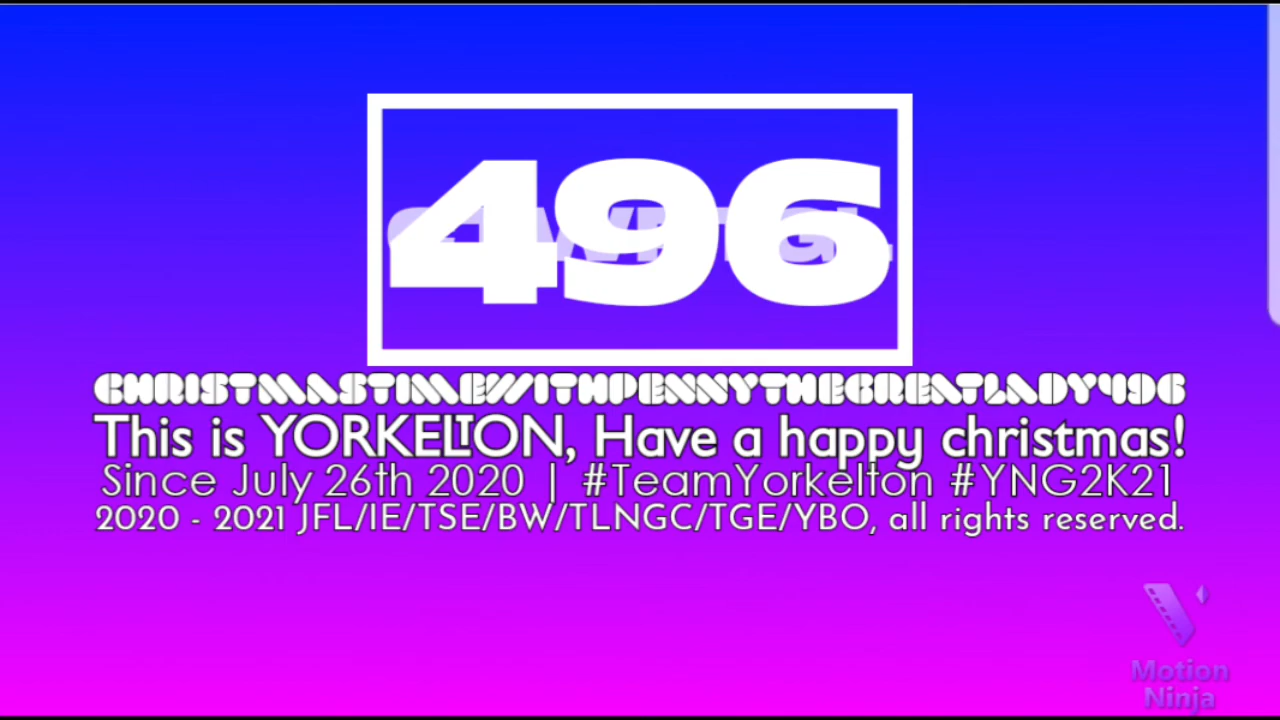 496
CHRISTMASTIMEWITHPENNYTHEGREATLADY496
This is YORKELTON, Have a happy christmas!
Since July 26th 2020 | #TeamYorkelton #YNG2K21
2020 - 2021 JFL/IE/TSE/BW/TLNGC/TGE/YBO, all rights reserved.
Motion
Ninja